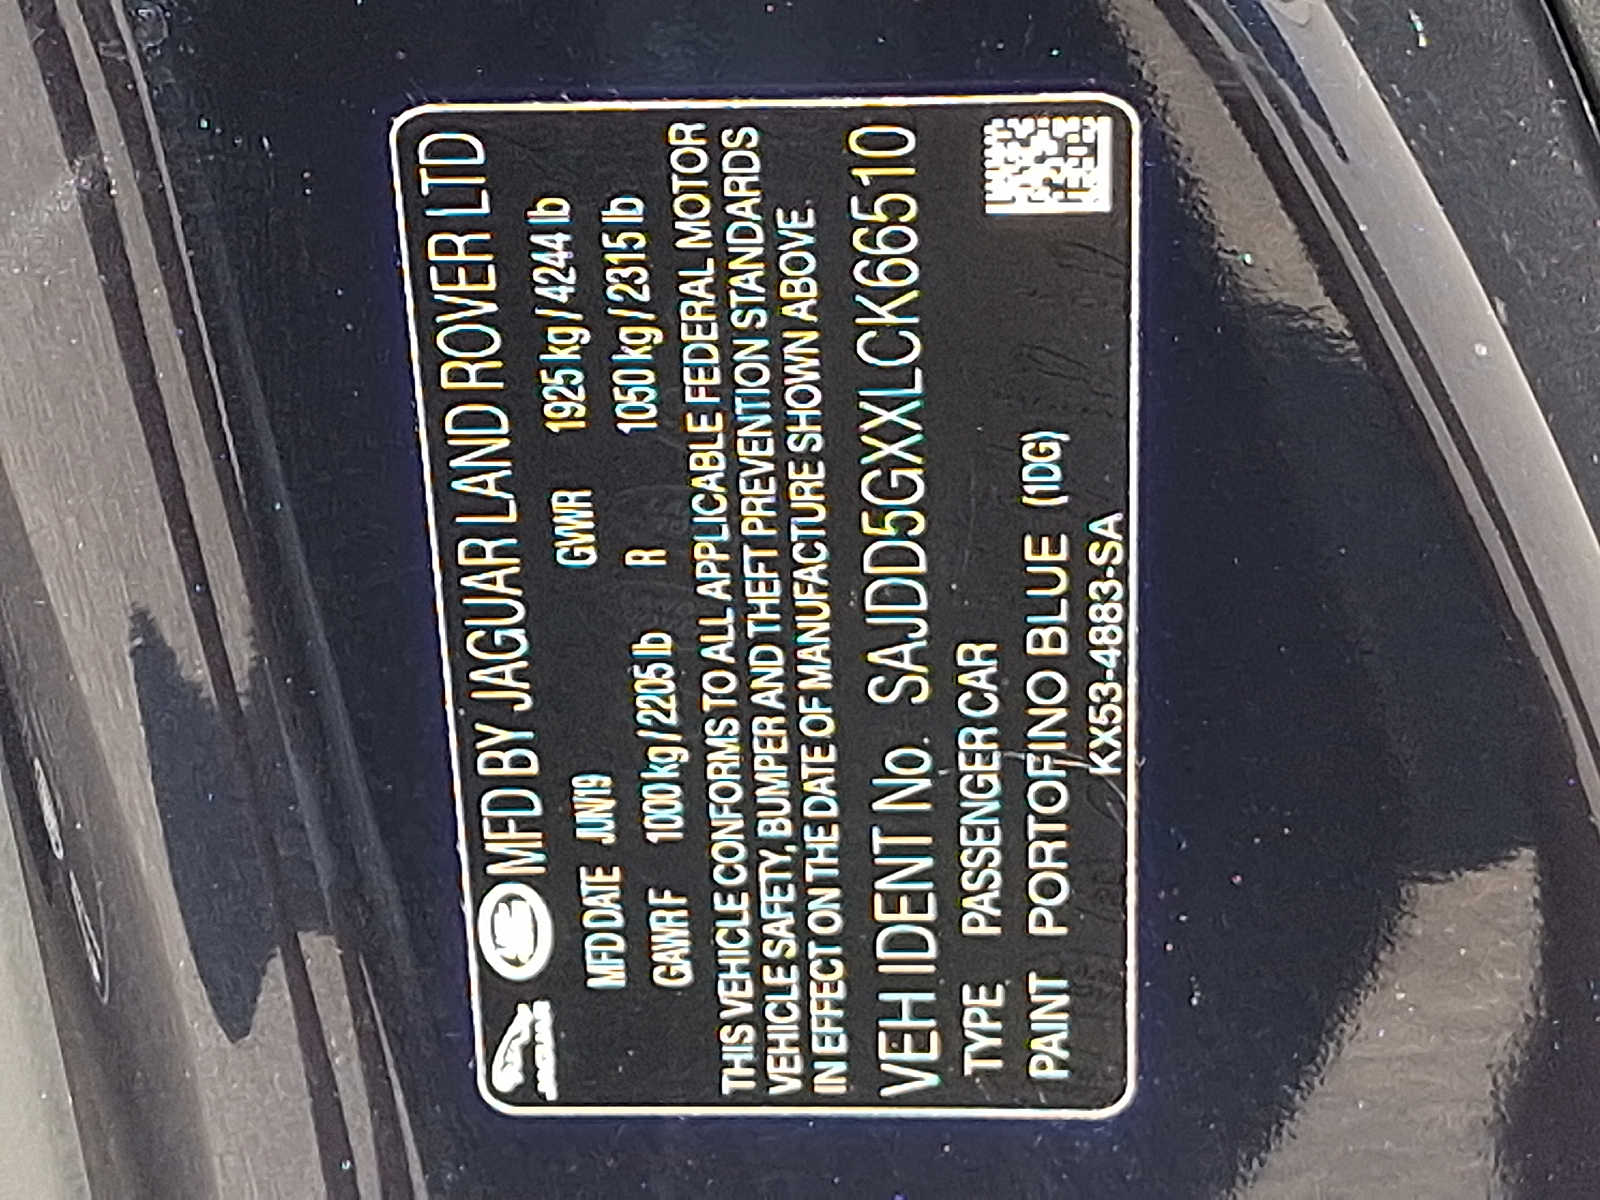 MFD BY JAGUAR LAND ROVER LTD
JAGUAR
MFD DATE JUN/19 GVWR 1925 kg / 4244 lb
GAWR F 1000 kg / 2205 lb R 1050 kg / 2315 lb
THIS VEHICLE CONFORMS TO ALL APPLICABLE FEDERAL MOTOR
VEHICLE SAFETY, BUMPER AND THEFT PREVENTION STANDARDS
IN EFFECT ON THE DATE OF MANUFACTURE SHOWN ABOVE.
VEH IDENT No. SAJDD5GXXLCK66510
TYPE PASSENGER CAR
PAINT PORTOFINO BLUE (1DG)
KX53-4883-SA